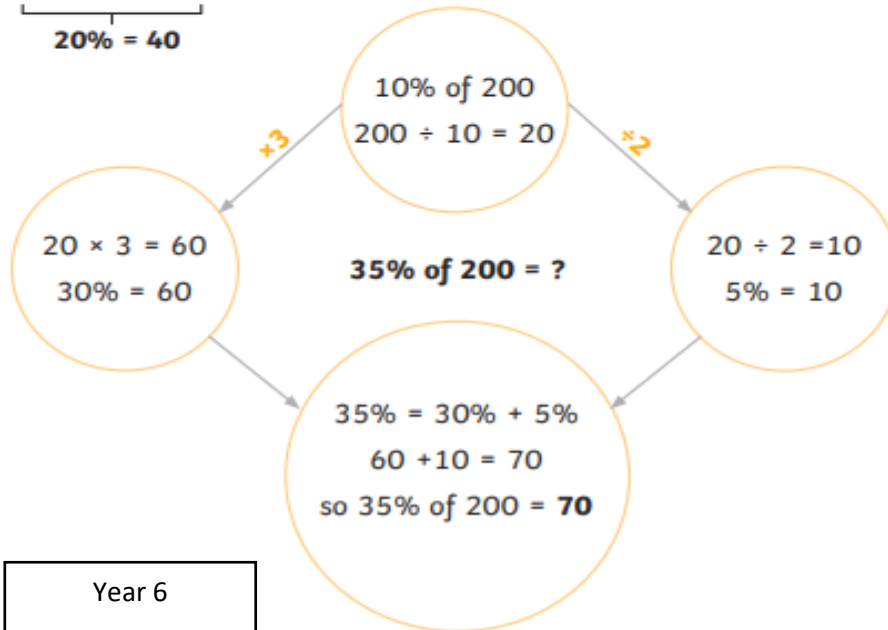 20% = 40
10% of 200
200 ÷ 10 = 20
×3
÷2
20 × 3 = 60
30% = 60
35% of 200 = ?
20 ÷ 2 =10
5% = 10
35% = 30% + 5%
60 +10 = 70
so 35% of 200 = 70
Year 6